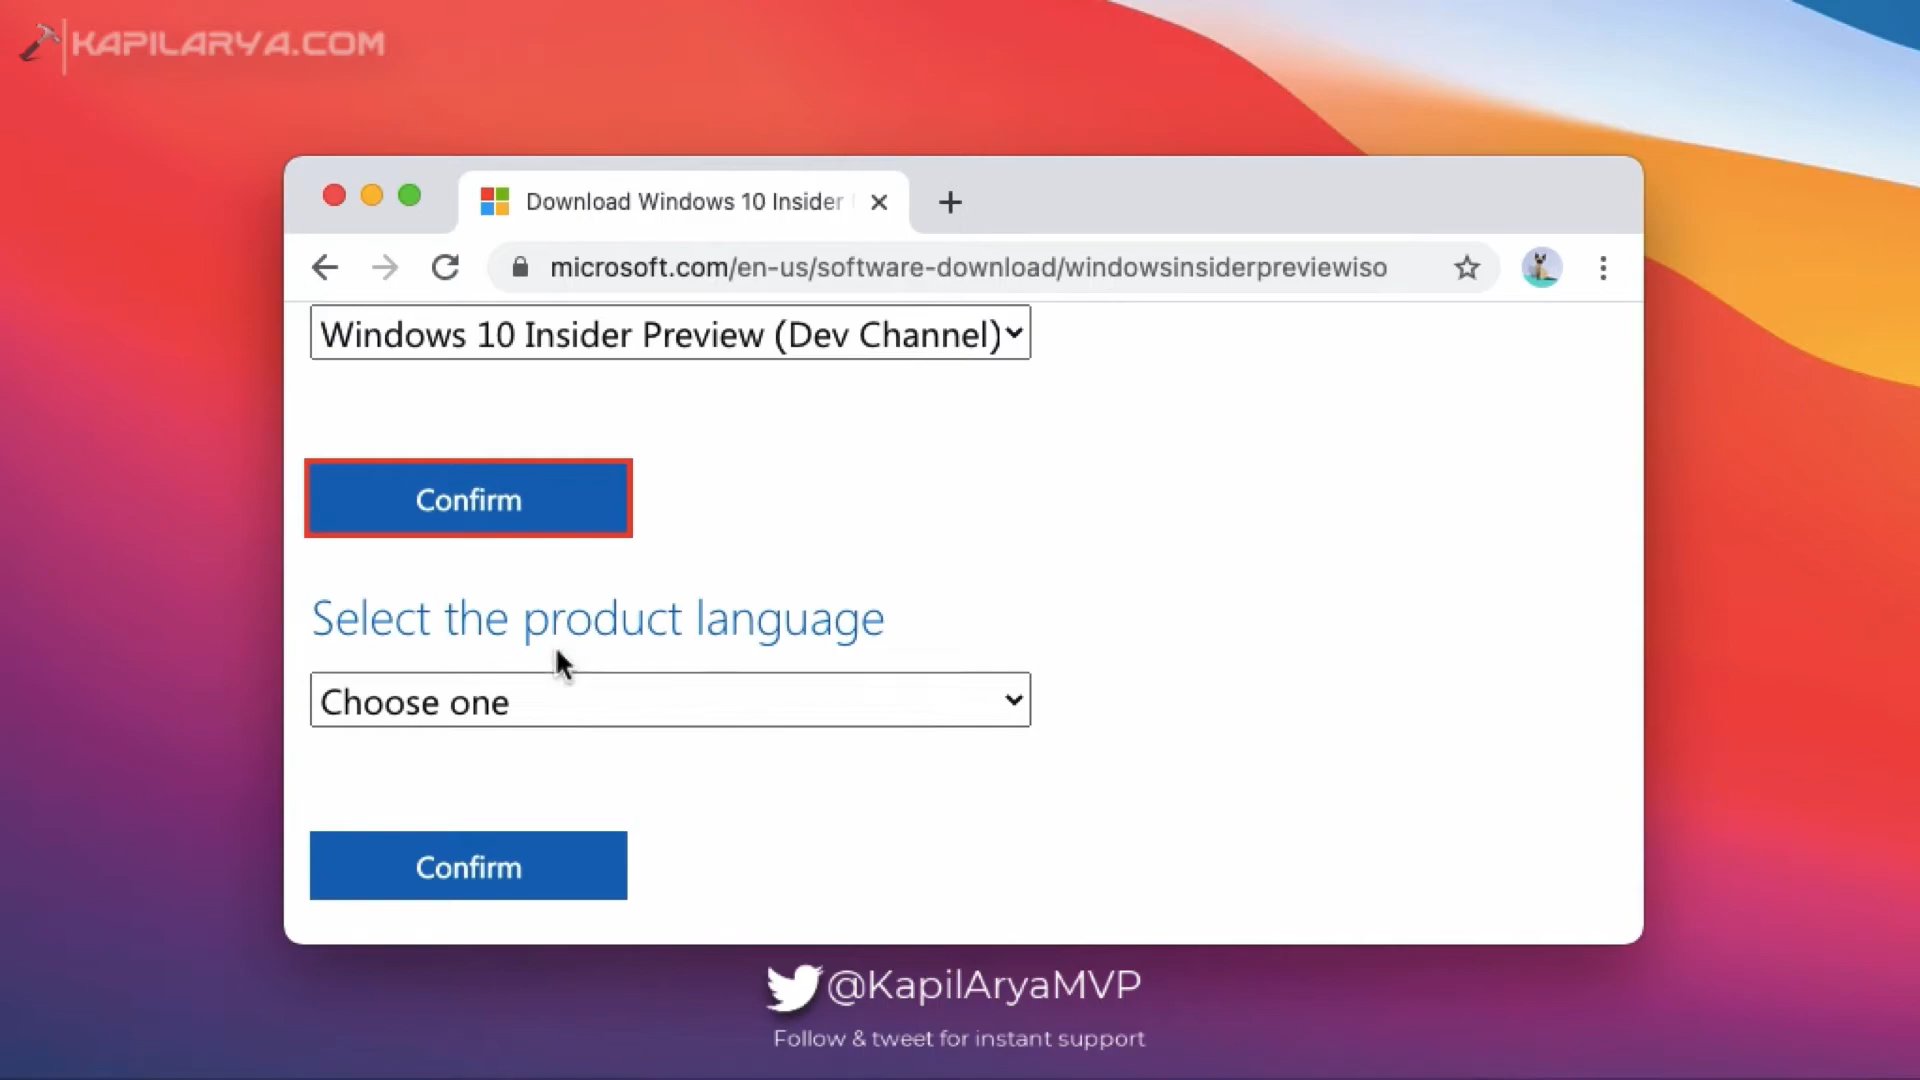 KAPILARYA.COM
Download Windows 10 Insider
microsoft.com/en-us/software-download/windowsinsiderpreviewiso
Windows 10 Insider Preview (Dev Channel)
Confirm
Select the product language
Choose one
Confirm
@KapilAryaMVP
Follow & tweet for instant support